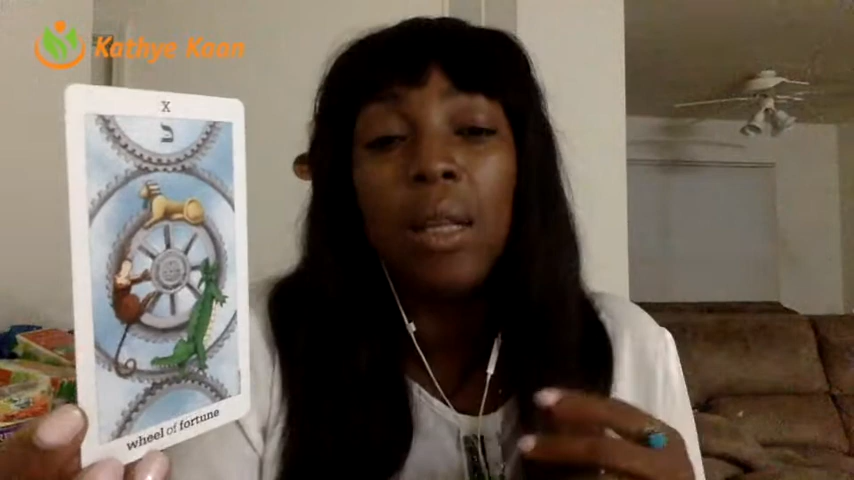 Kathye Kaan
X
כ
wheel of fortune